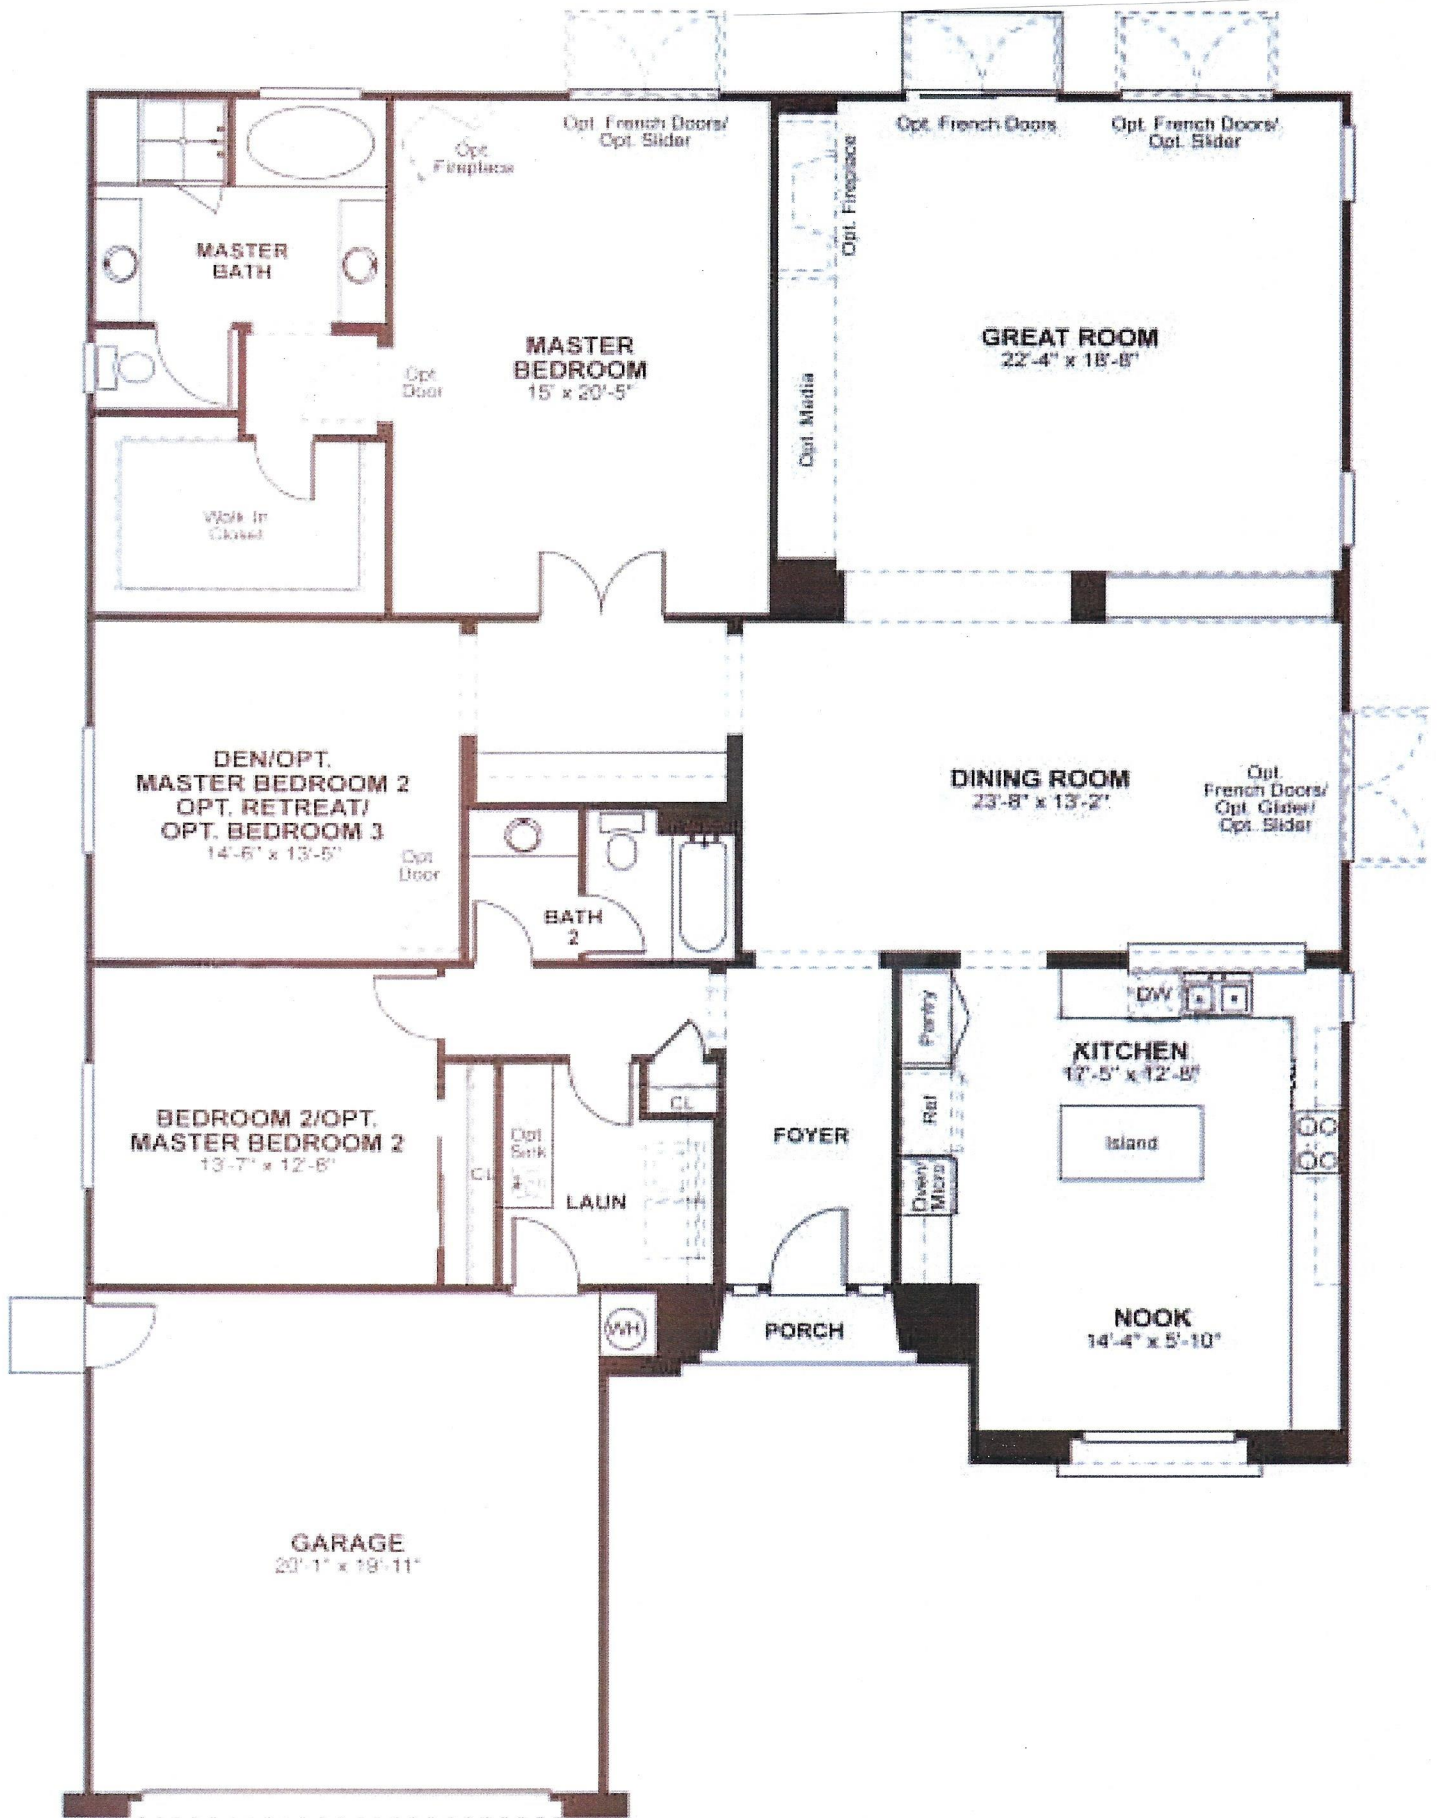 Opt. French Doors/
Opt. Slider
Opt. French Doors
Opt. French Doors/
Opt. Slider
Opt.
Fireplace
Opt. Fireplace
MASTER
BATH
MASTER
BEDROOM
15' x 20'-5"
GREAT ROOM
22'-4" x 18'-8"
Opt.
Door
Opt. Media
Walk In
Closet
DEN/OPT.
MASTER BEDROOM 2
OPT. RETREAT/
OPT. BEDROOM 3
14'-6" x 13'-5"
Opt.
Door
DINING ROOM
23'-8" x 13'-2"
Opt.
French Doors/
Opt. Glider/
Opt. Slider
BATH
2
Pantry
DW
KITCHEN
17'-5" x 12'-8"
BEDROOM 2/OPT.
MASTER BEDROOM 2
13'-7" x 12'-6"
CL
CL
Opt.
Sink
LAUN
FOYER
Ref
Island
Oven/
Micro
WH
PORCH
NOOK
14'-4" x 5'-10"
GARAGE
20'-1" x 19'-11"